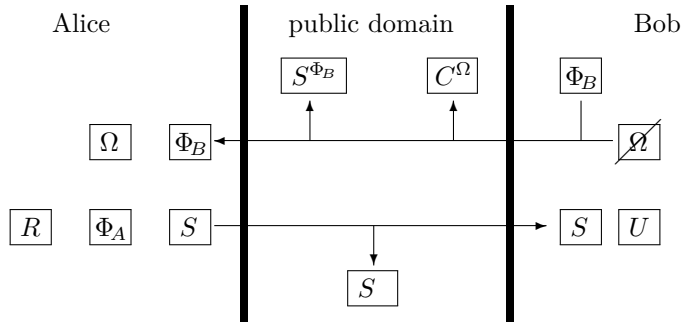 Alice public domain Bob
S^{Φ_B} C^Ω Φ_B
Ω Φ_B Ω
R Φ_A S S U
S